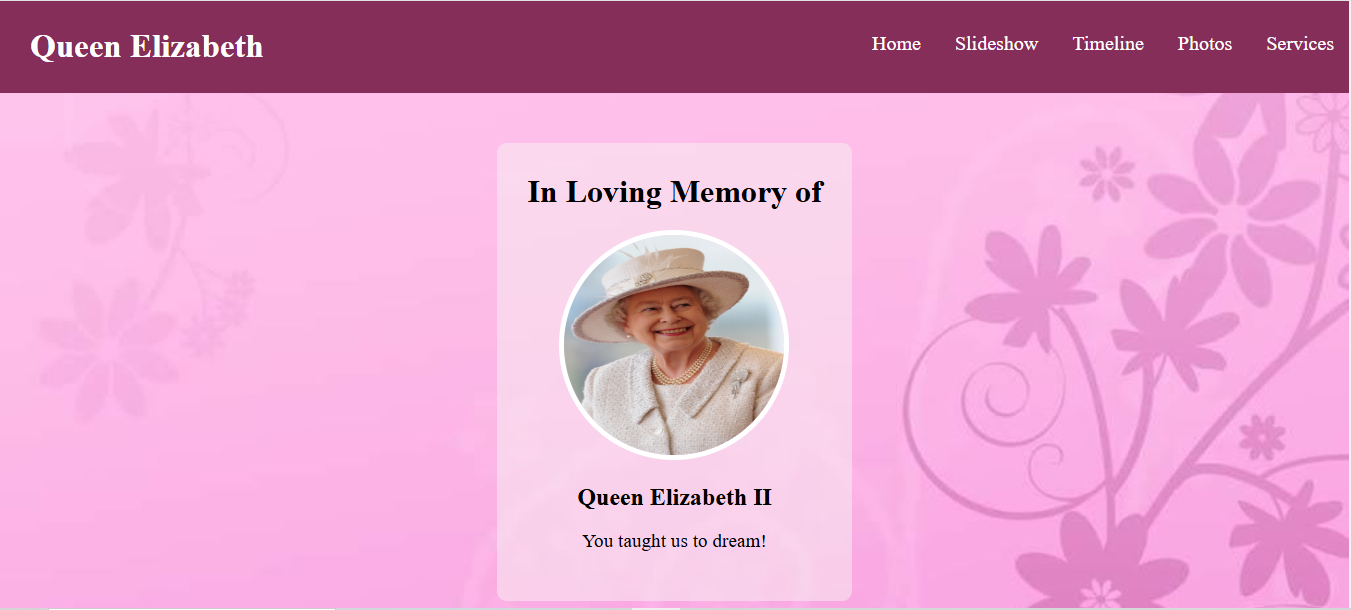 Queen Elizabeth
Home Slideshow Timeline Photos Services
In Loving Memory of
Queen Elizabeth II
You taught us to dream!